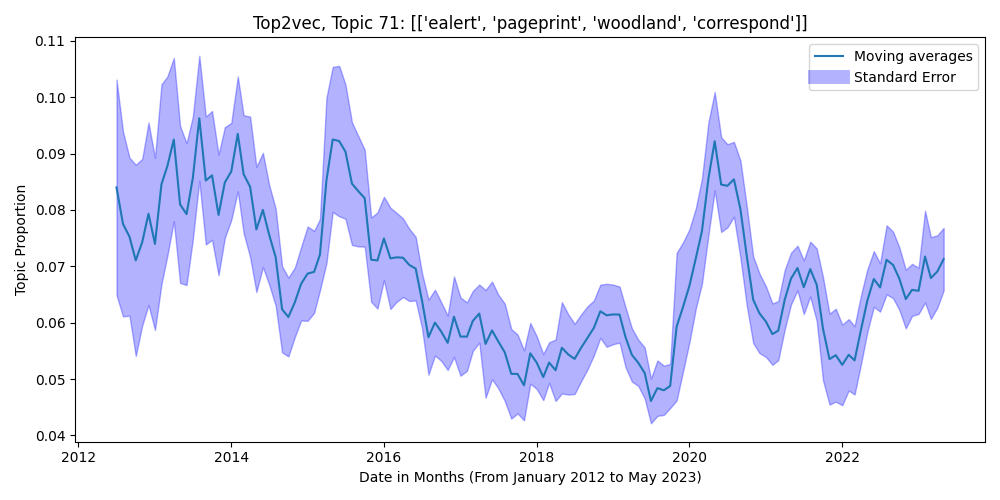 Top2vec, Topic 71: [['ealert', 'pageprint', 'woodland', 'correspond']]
0.11
0.10
0.09
0.08
0.07
0.06
0.05
0.04
Topic Proportion
Moving averages
Standard Error
2012 2014 2016 2018 2020 2022
Date in Months (From January 2012 to May 2023)